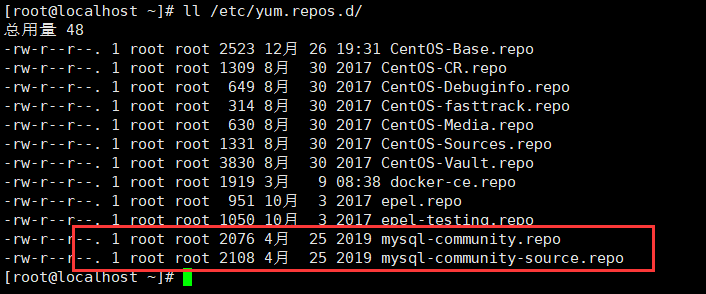 [root@localhost ~]# ll /etc/yum.repos.d/
总用量 48
-rw-r--r--. 1 root root 2523 12月 26 19:31 CentOS-Base.repo
-rw-r--r--. 1 root root 1309 8月  30 2017 CentOS-CR.repo
-rw-r--r--. 1 root root  649 8月  30 2017 CentOS-Debuginfo.repo
-rw-r--r--. 1 root root  314 8月  30 2017 CentOS-fasttrack.repo
-rw-r--r--. 1 root root  630 8月  30 2017 CentOS-Media.repo
-rw-r--r--. 1 root root 1331 8月  30 2017 CentOS-Sources.repo
-rw-r--r--. 1 root root 3830 8月  30 2017 CentOS-Vault.repo
-rw-r--r--. 1 root root 1919 3月   9 08:38 docker-ce.repo
-rw-r--r--. 1 root root  951 10月  3 2017 epel.repo
-rw-r--r--. 1 root root 1050 10月  3 2017 epel-testing.repo
-rw-r--r--. 1 root root 2076 4月  25 2019 mysql-community.repo
-rw-r--r--. 1 root root 2108 4月  25 2019 mysql-community-source.repo
[root@localhost ~]#